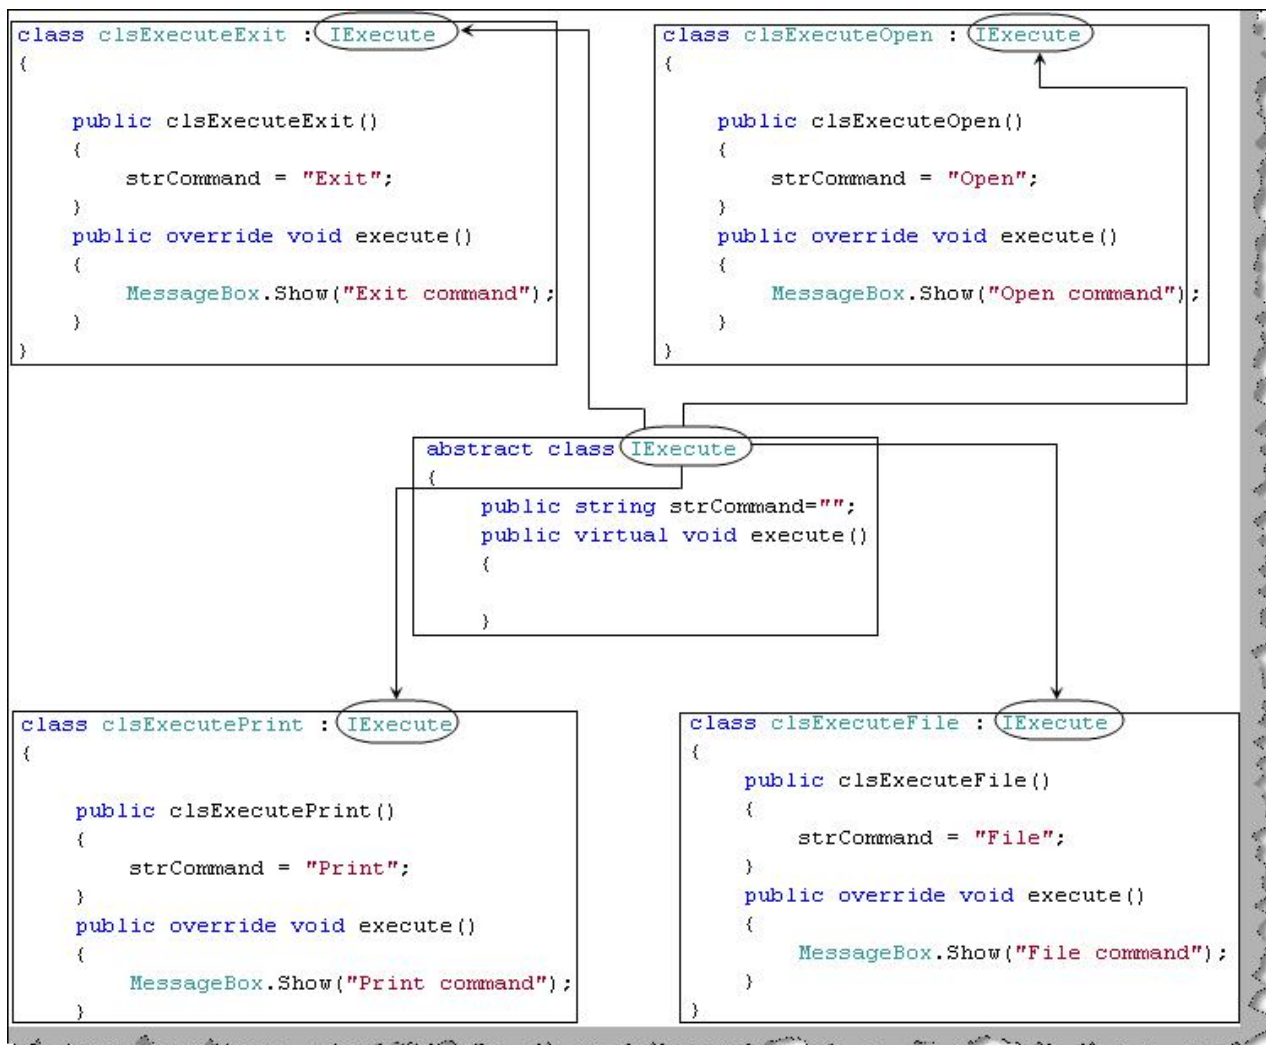 class clsExecuteExit : IExecute
{
public clsExecuteExit()
{
strCommand = "Exit";
}
public override void execute()
{
MessageBox.Show("Exit command");
}
}
class clsExecuteOpen : IExecute
{
public clsExecuteOpen()
{
strCommand = "Open";
}
public override void execute()
{
MessageBox.Show("Open command");
}
}
abstract class IExecute
{
public string strCommand="";
public virtual void execute()
{
}
class clsExecutePrint : IExecute
{
public clsExecutePrint()
{
strCommand = "Print";
}
public override void execute()
{
MessageBox.Show("Print command");
}
class clsExecuteFile : IExecute
{
public clsExecuteFile()
{
strCommand = "File";
}
public override void execute()
{
MessageBox.Show("File command");
}
}